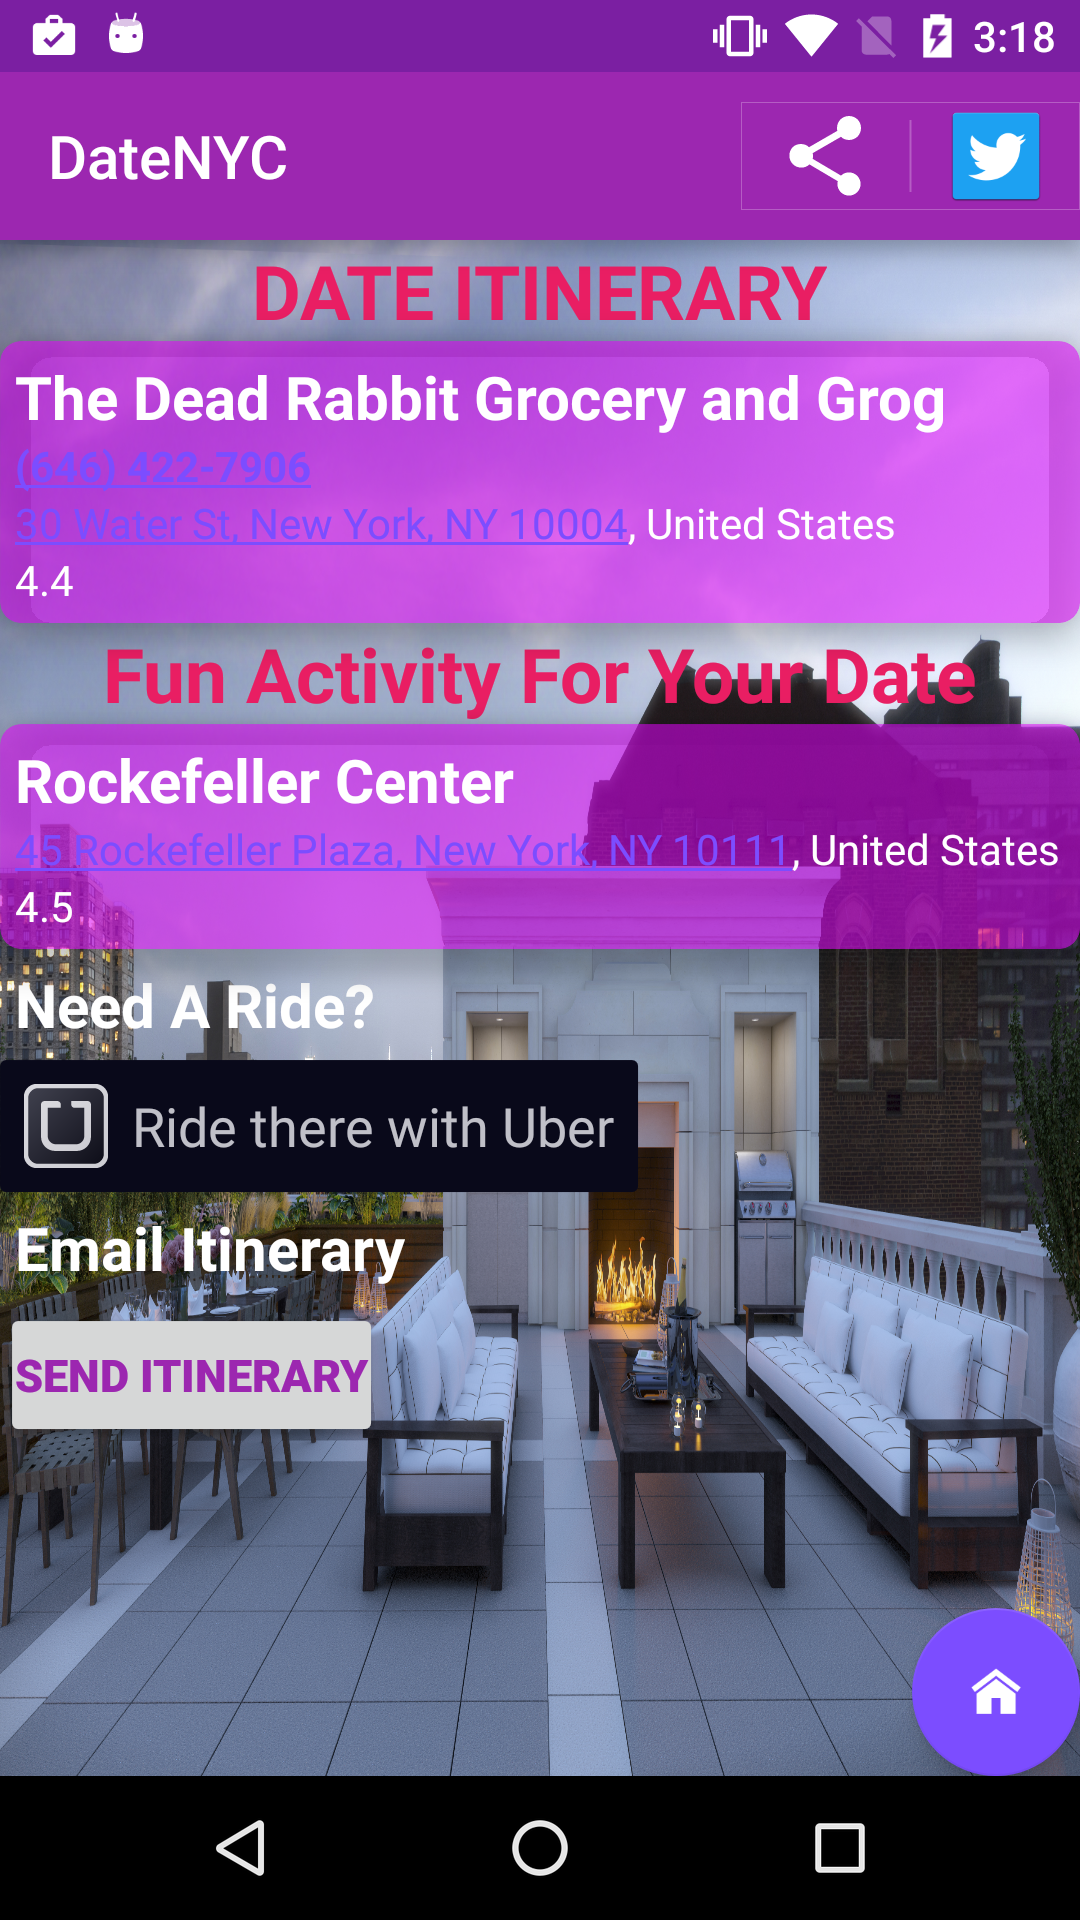 3:18
DateNYC
DATE ITINERARY
The Dead Rabbit Grocery and Grog
(646) 422-7906
30 Water St, New York, NY 10004, United States
4.4
Fun Activity For Your Date
Rockefeller Center
45 Rockefeller Plaza, New York, NY 10111, United States
4.5
Need A Ride?
Ride there with Uber
Email Itinerary
SEND ITINERARY